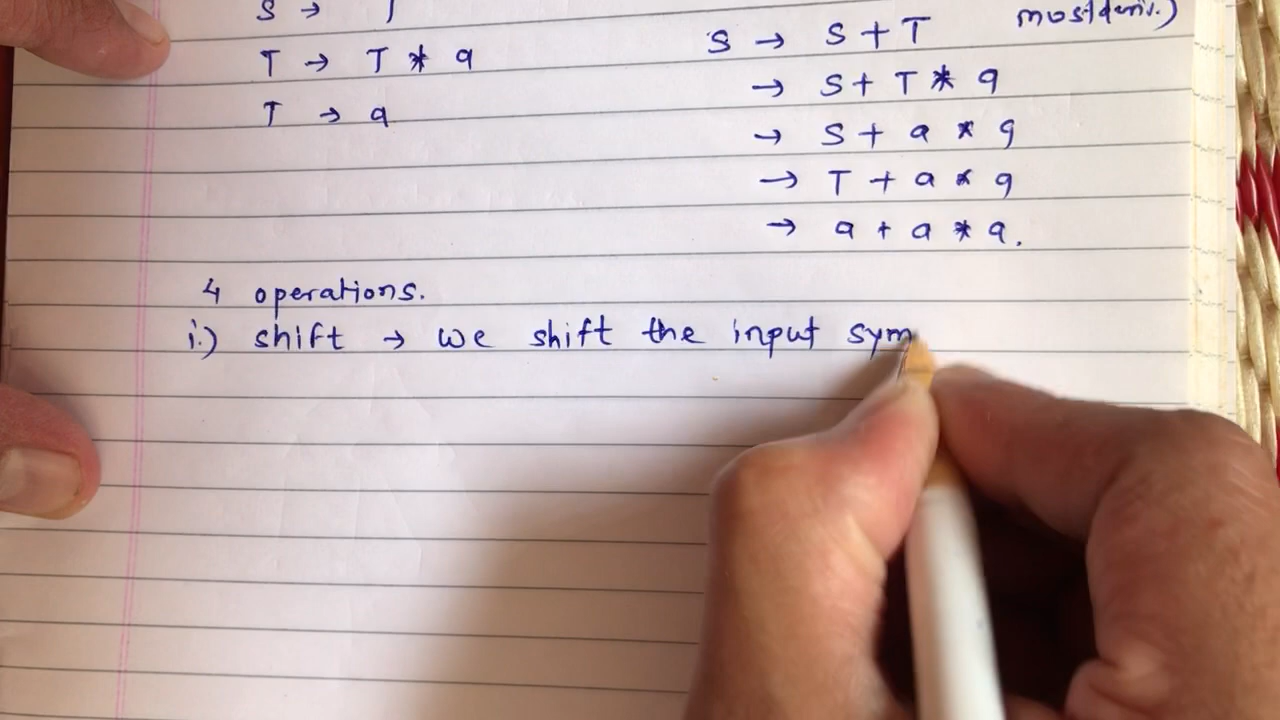 S →
T → T * a
T → a
most deriv.)
S → S + T
→ S + T * a
→ S + a * a
→ T + a * a
→ a + a * a.
4 operations.
i.) shift → we shift the input sym